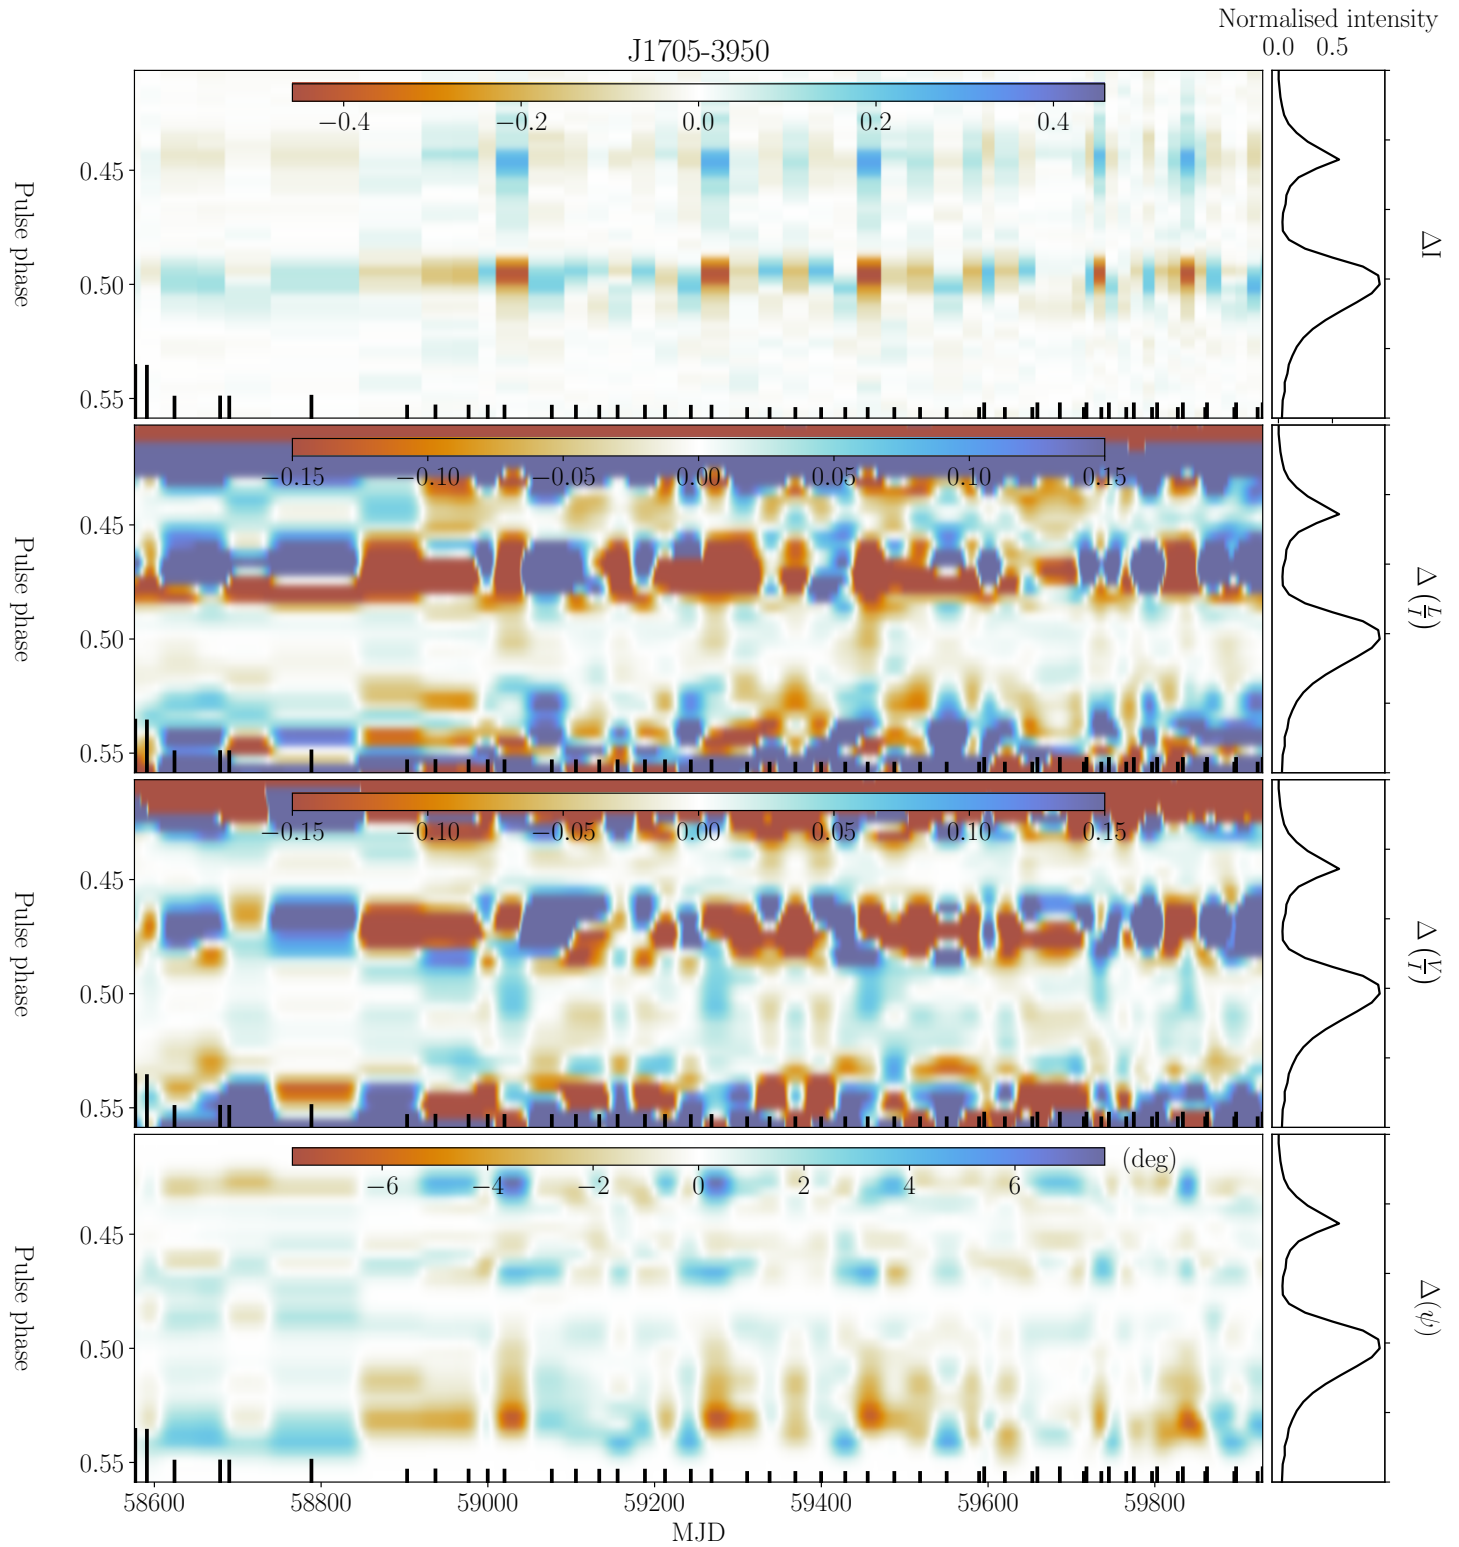 Normalised intensity
J1705-3950
0.0 0.5
−0.4 −0.2 0.0 0.2 0.4
0.45
0.50
0.55
Pulse phase
ΔI
−0.15 −0.10 −0.05 0.00 0.05 0.10 0.15
0.45
0.50
0.55
Pulse phase
Δ(L/I)
−0.15 −0.10 −0.05 0.00 0.05 0.10 0.15
0.45
0.50
0.55
Pulse phase
Δ(V/I)
(deg)
−6 −4 −2 0 2 4 6
0.45
0.50
0.55
Pulse phase
Δ(ψ)
58600 58800 59000 59200 59400 59600 59800
MJD